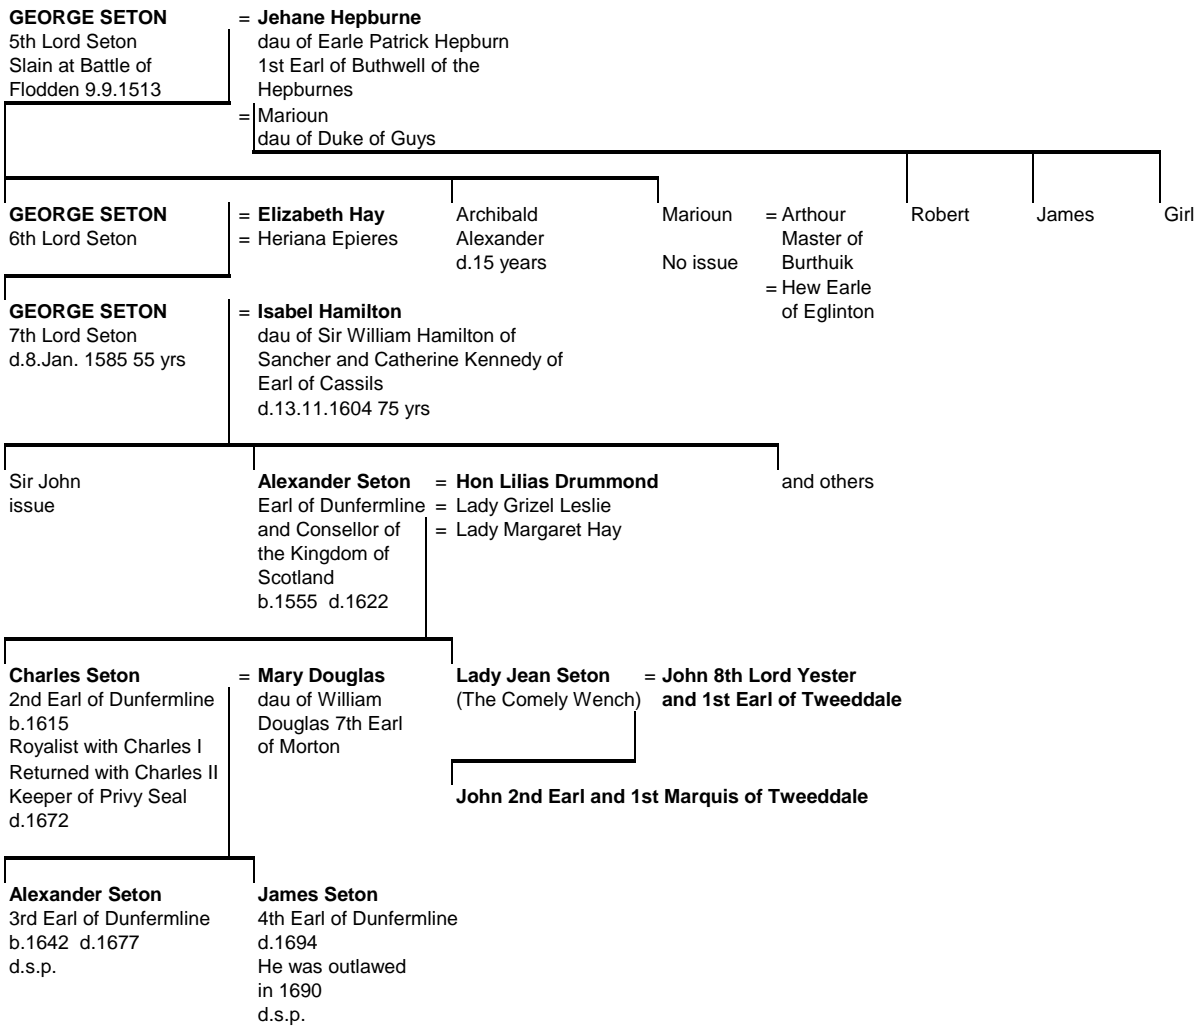 GEORGE SETON
5th Lord Seton
Slain at Battle of
Flodden 9.9.1513
= Jehane Hepburne
dau of Earle Patrick Hepburn
1st Earl of Buthwell of the
Hepburnes
= Marioun
dau of Duke of Guys
GEORGE SETON
6th Lord Seton
= Elizabeth Hay
= Heriana Epieres
Archibald
Alexander
d.15 years
Marioun
No issue
= Arthour
Master of
Burthuik
= Hew Earle
of Eglinton
Robert
James
Girl
GEORGE SETON
7th Lord Seton
d.8.Jan. 1585 55 yrs
= Isabel Hamilton
dau of Sir William Hamilton of
Sancher and Catherine Kennedy of
Earl of Cassils
d.13.11.1604 75 yrs
Sir John
issue
Alexander Seton
Earl of Dunfermline
and Consellor of
the Kingdom of
Scotland
b.1555 d.1622
= Hon Lilias Drummond
= Lady Grizel Leslie
= Lady Margaret Hay
and others
Charles Seton
2nd Earl of Dunfermline
b.1615
Royalist with Charles I
Returned with Charles II
Keeper of Privy Seal
d.1672
= Mary Douglas
dau of William
Douglas 7th Earl
of Morton
Lady Jean Seton
(The Comely Wench)
= John 8th Lord Yester
and 1st Earl of Tweeddale
John 2nd Earl and 1st Marquis of Tweeddale
Alexander Seton
3rd Earl of Dunfermline
b.1642 d.1677
d.s.p.
James Seton
4th Earl of Dunfermline
d.1694
He was outlawed
in 1690
d.s.p.